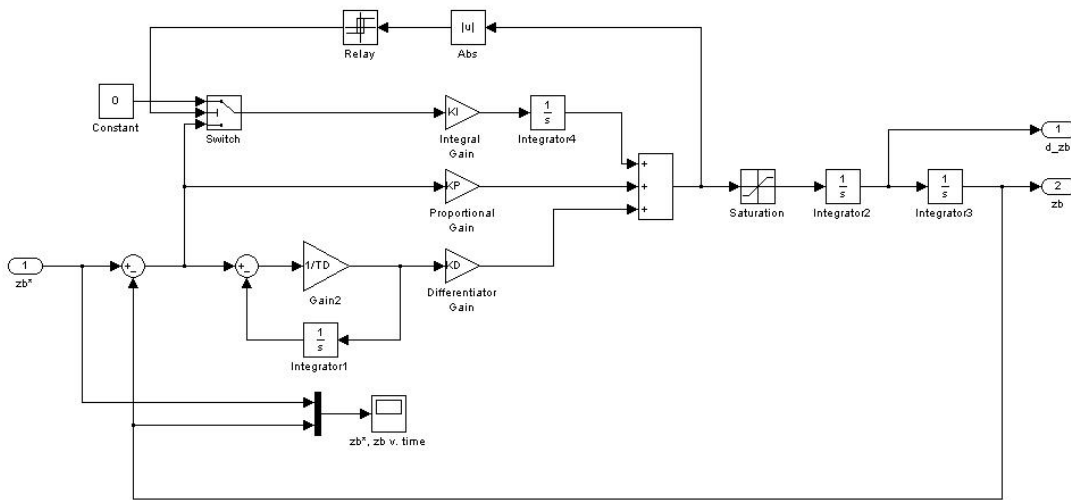 Relay
|u|
Abs
0
Constant
Switch
KI
Integral
Gain
1
s
Integrator4
1
d_zb
KP
Proportional
Gain
+
+
+
Saturation
1
s
Integrator2
1
s
Integrator3
2
zb
1
zb*
+_
+_
1/TD
Gain2
KD
Differentiator
Gain
1
s
Integrator1
zb*, zb v. time